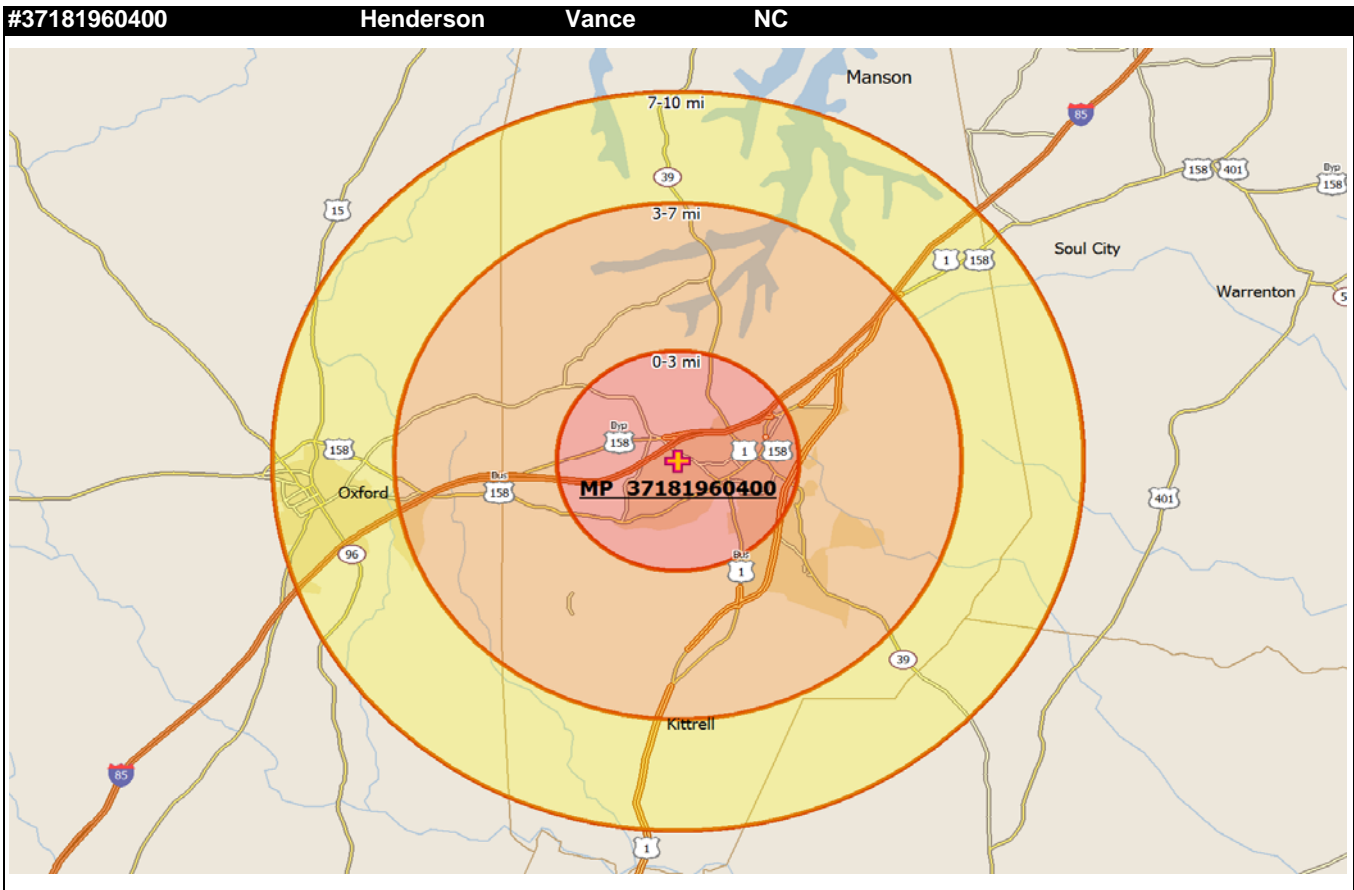 #37181960400 Henderson Vance NC
Manson
7-10 mi
85
39
158 401
Byp
158
3-7 mi
15
Soul City
1 158
Warrenton
5
0-3 mi
Byp
158
1 158
158
Bus
158
Oxford
MP 37181960400
401
96
Bus
1
39
Kittrell
85
1